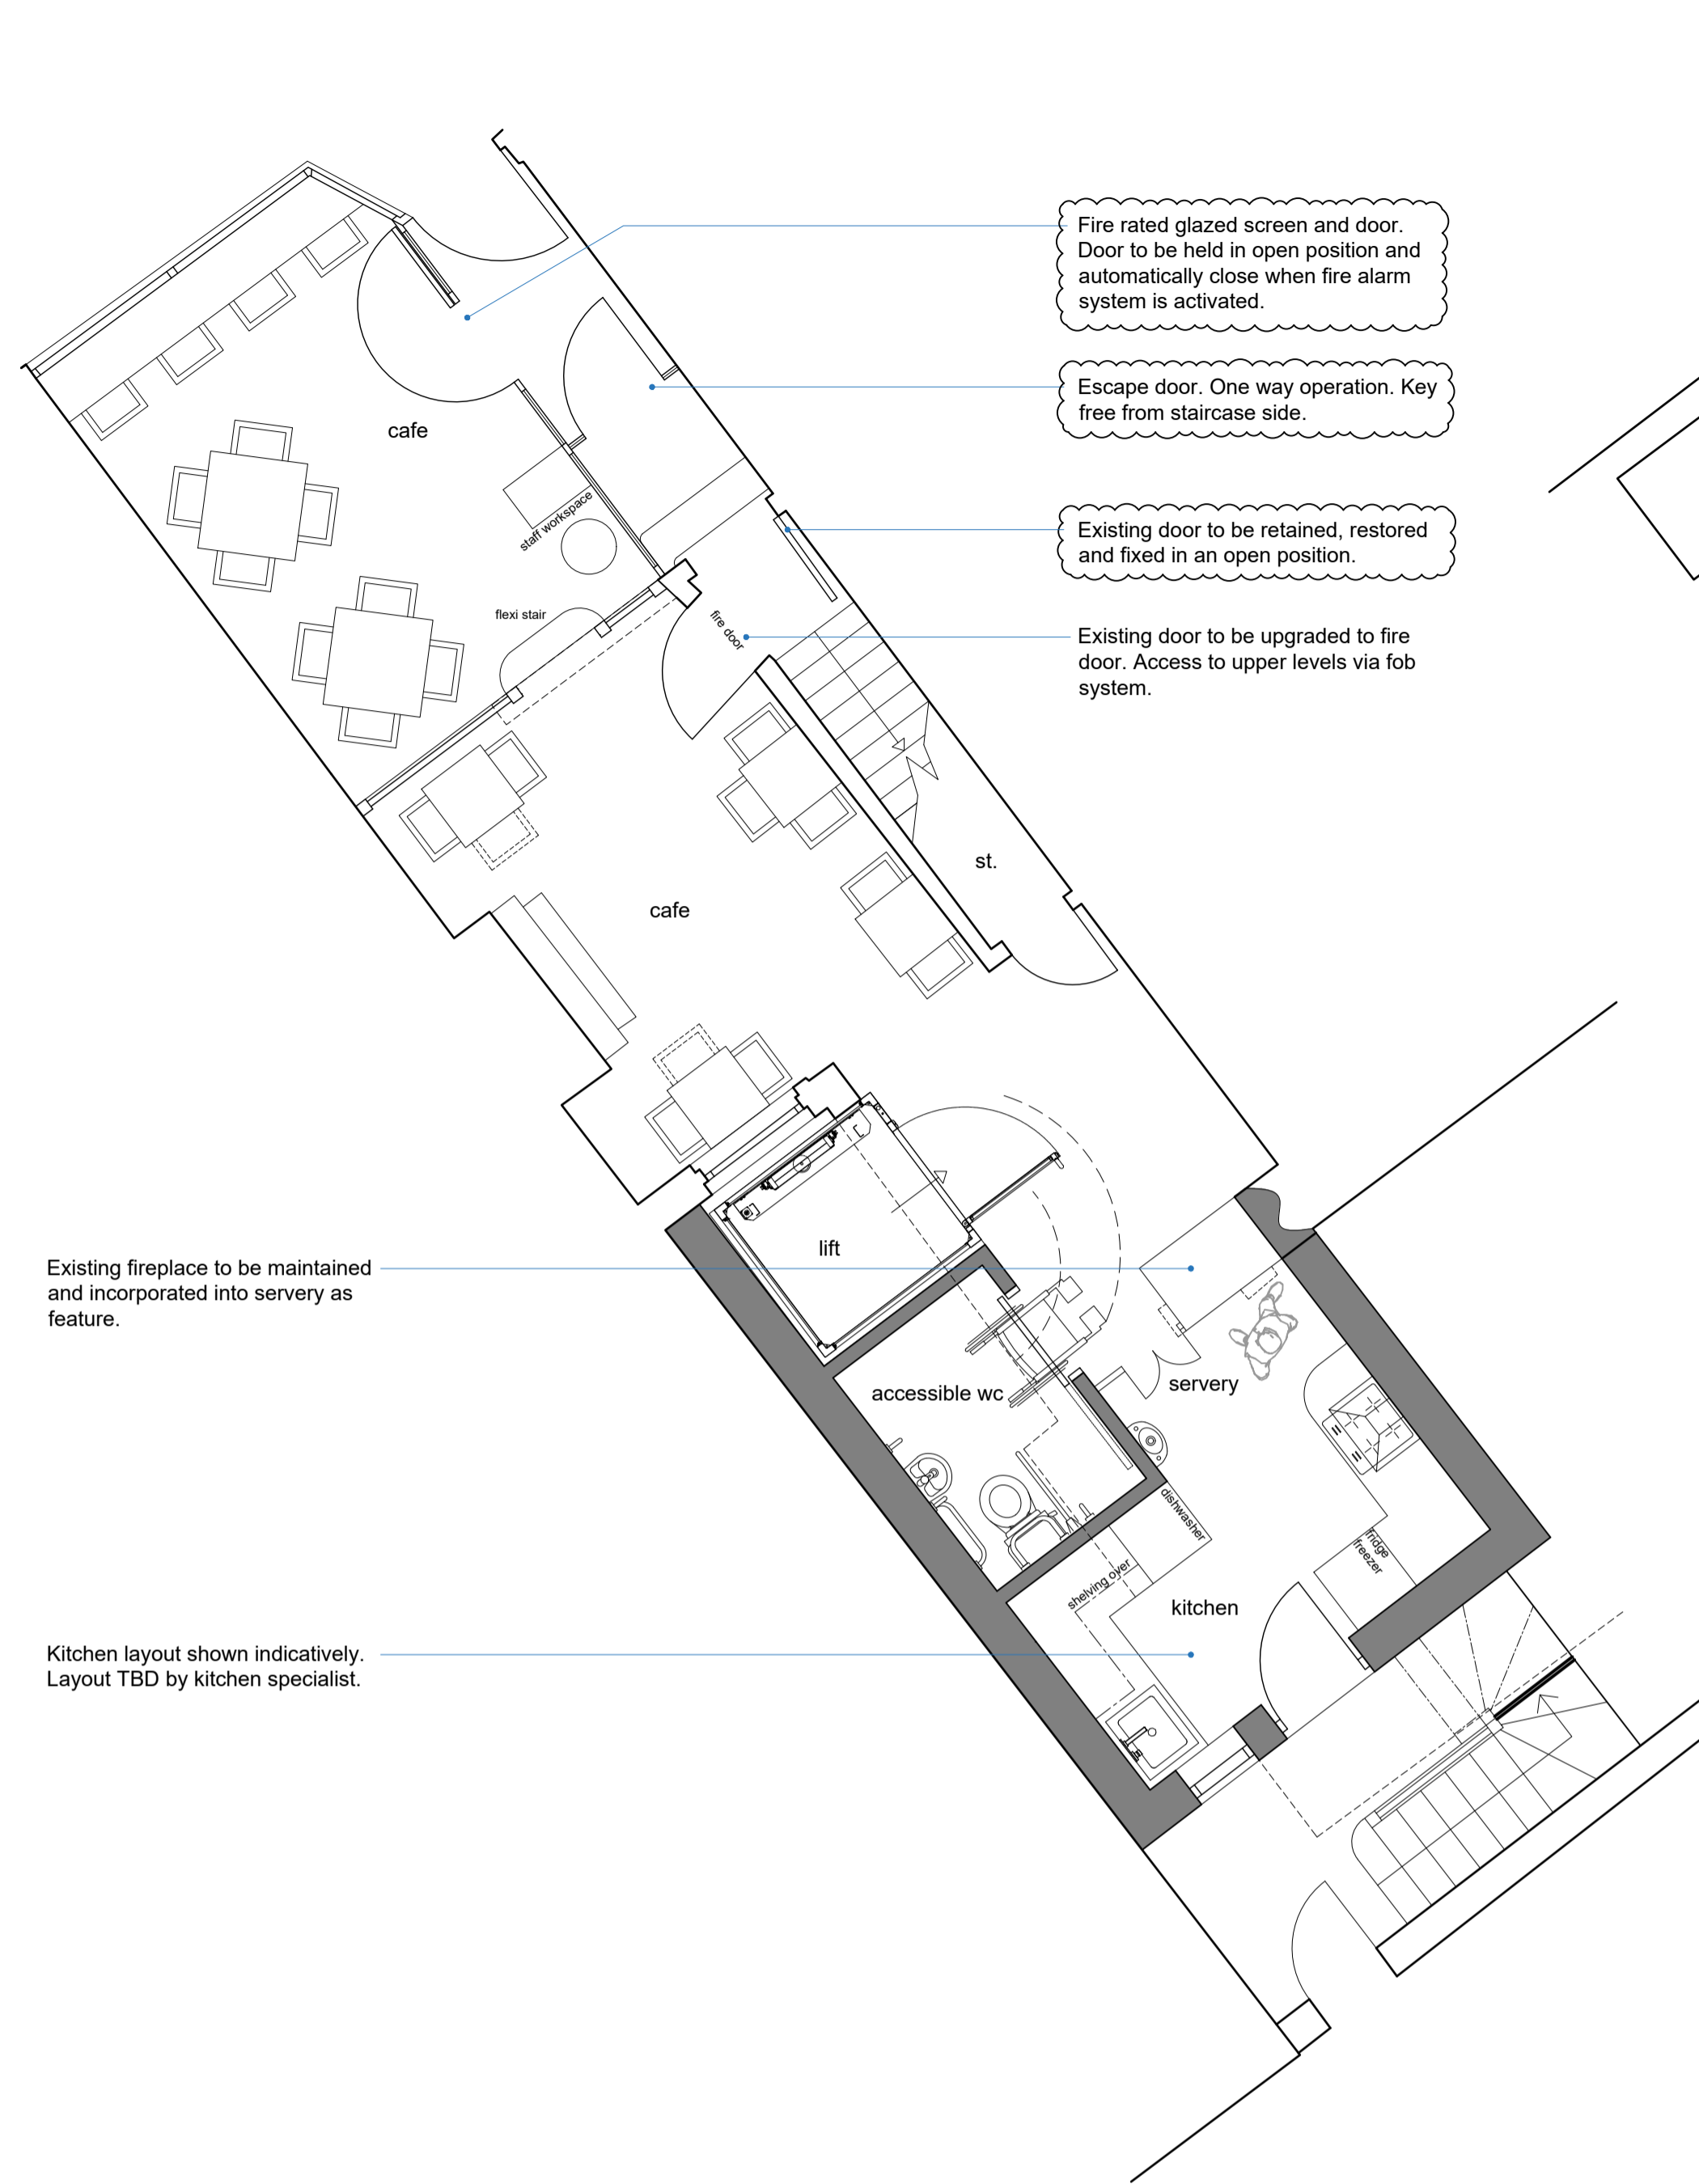 Fire rated glazed screen and door.
Door to be held in open position and
automatically close when fire alarm
system is activated.
Escape door. One way operation. Key
free from staircase side.
cafe
staff workspace
Existing door to be retained, restored
and fixed in an open position.
flexi stair
fire door
Existing door to be upgraded to fire
door. Access to upper levels via fob
system.
st.
cafe
lift
Existing fireplace to be maintained
and incorporated into servery as
feature.
accessible wc
servery
dishwasher
fridge
freezer
shelving over
kitchen
Kitchen layout shown indicatively.
Layout TBD by kitchen specialist.